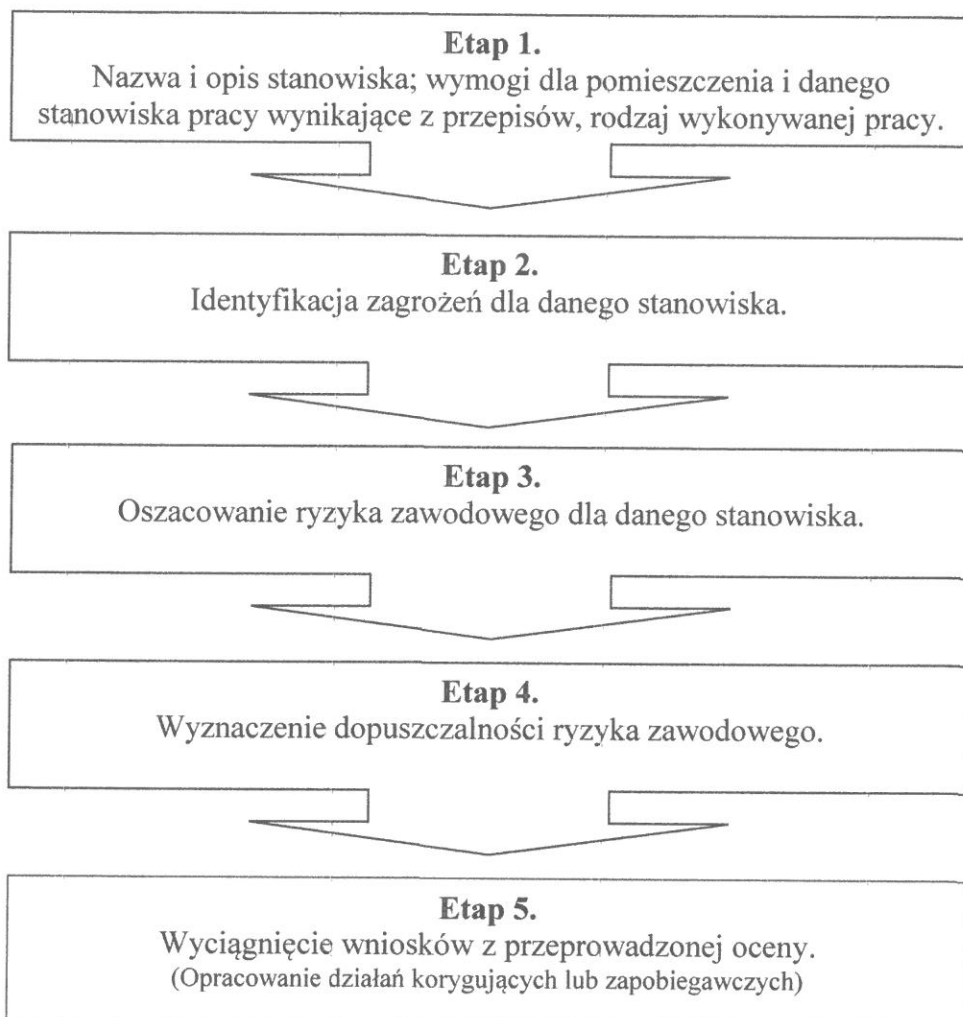 Etap 1.
Nazwa i opis stanowiska; wymogi dla pomieszczenia i danego
stanowiska pracy wynikające z przepisów, rodzaj wykonywanej pracy.
Etap 2.
Identyfikacja zagrożeń dla danego stanowiska.
Etap 3.
Oszacowanie ryzyka zawodowego dla danego stanowiska.
Etap 4.
Wyznaczenie dopuszczalności ryzyka zawodowego.
Etap 5.
Wyciągnięcie wniosków z przeprowadzonej oceny.
(Opracowanie działań korygujących lub zapobiegawczych)